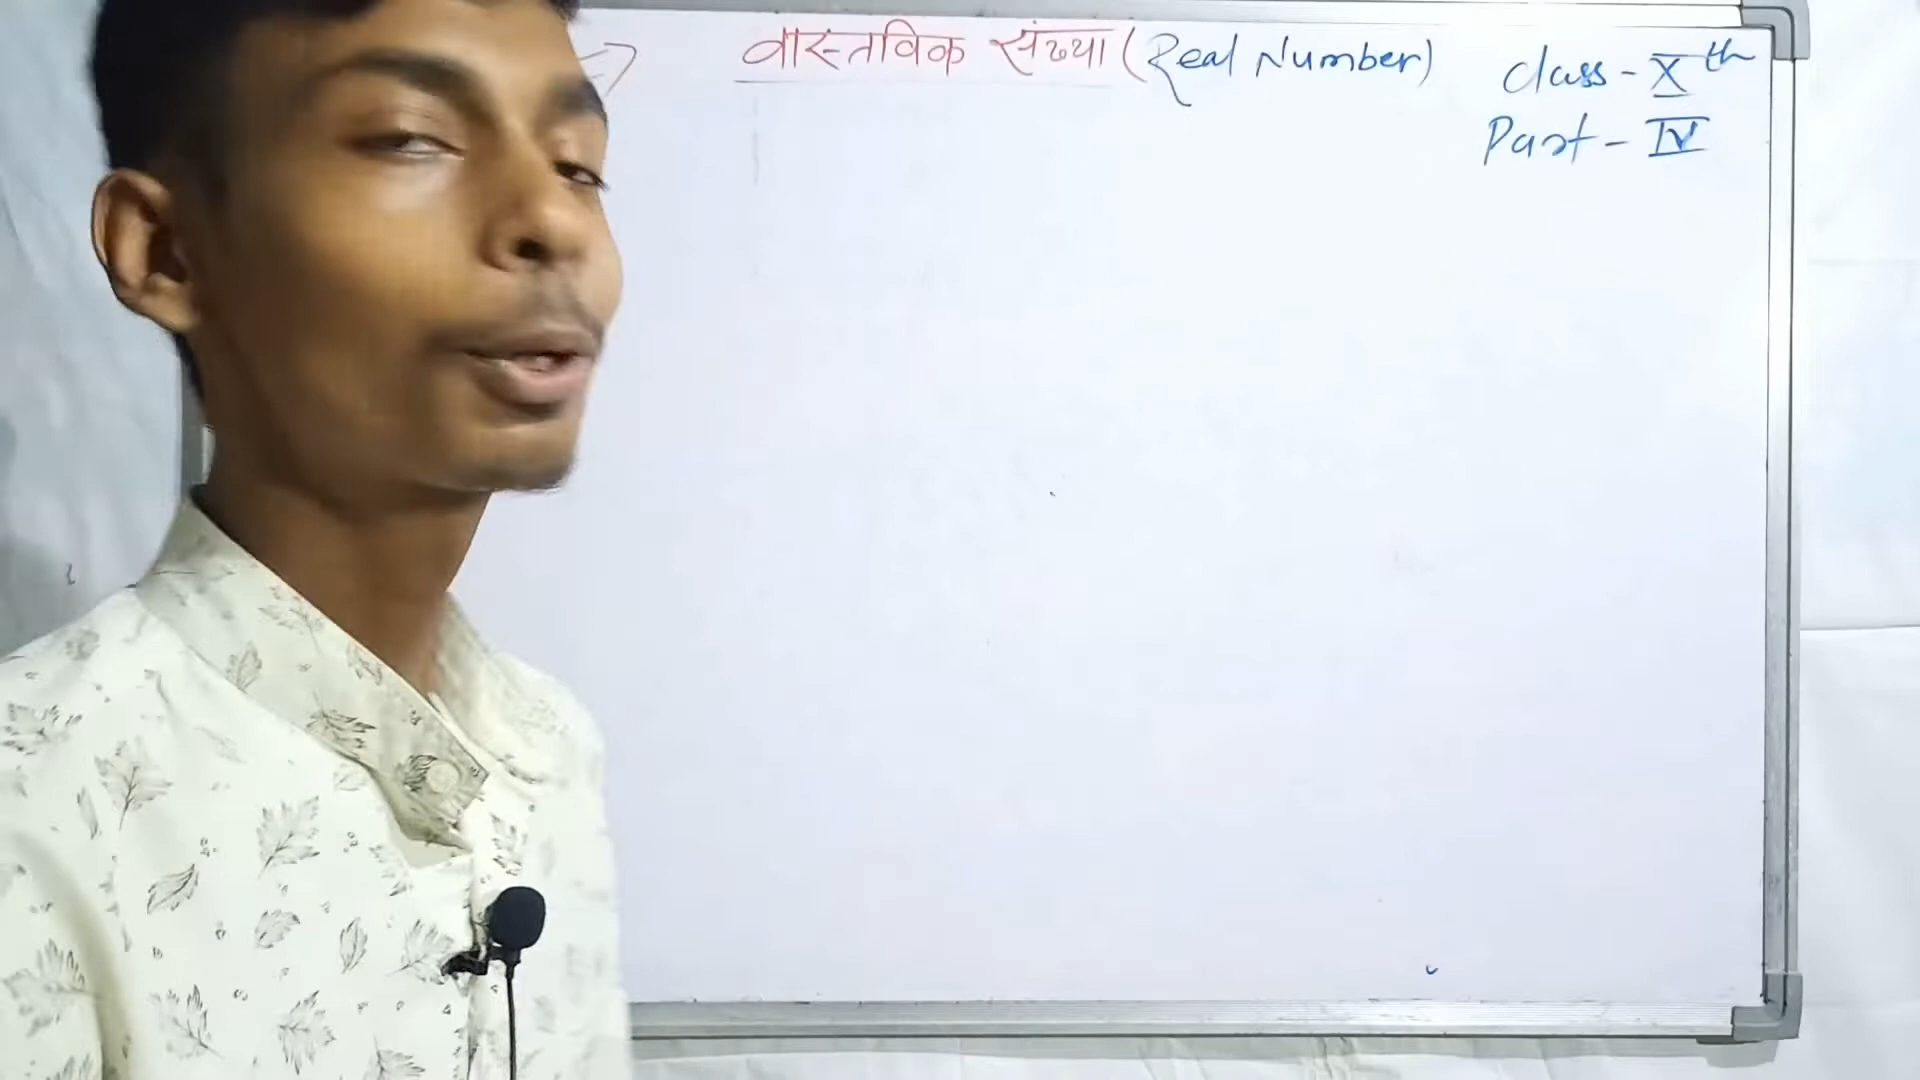 वास्तविक संख्या (Real Number)
Class - X th
Part - IV